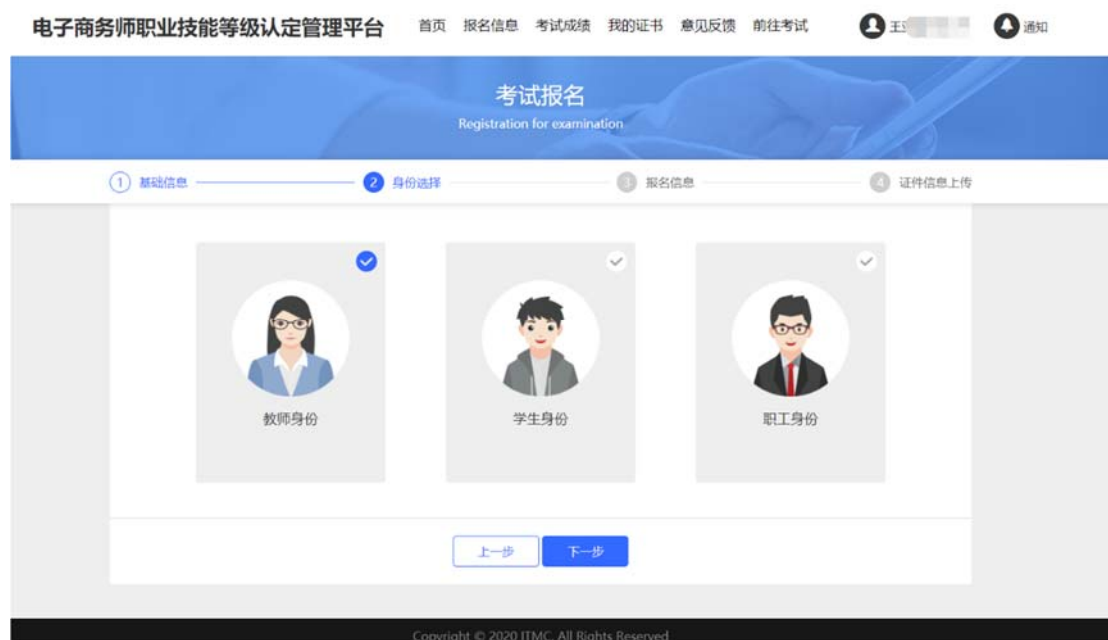 电子商务师职业技能等级认定管理平台 首页 报名信息 考试成绩 我的证书 意见反馈 前往考试 通知
考试报名
Registration for examination
1 基础信息 2 身份选择 3 报名信息 4 证件信息上传
教师身份 学生身份 职工身份
上一步 下一步
Copyright © 2020 ITMC. All Rights Reserved